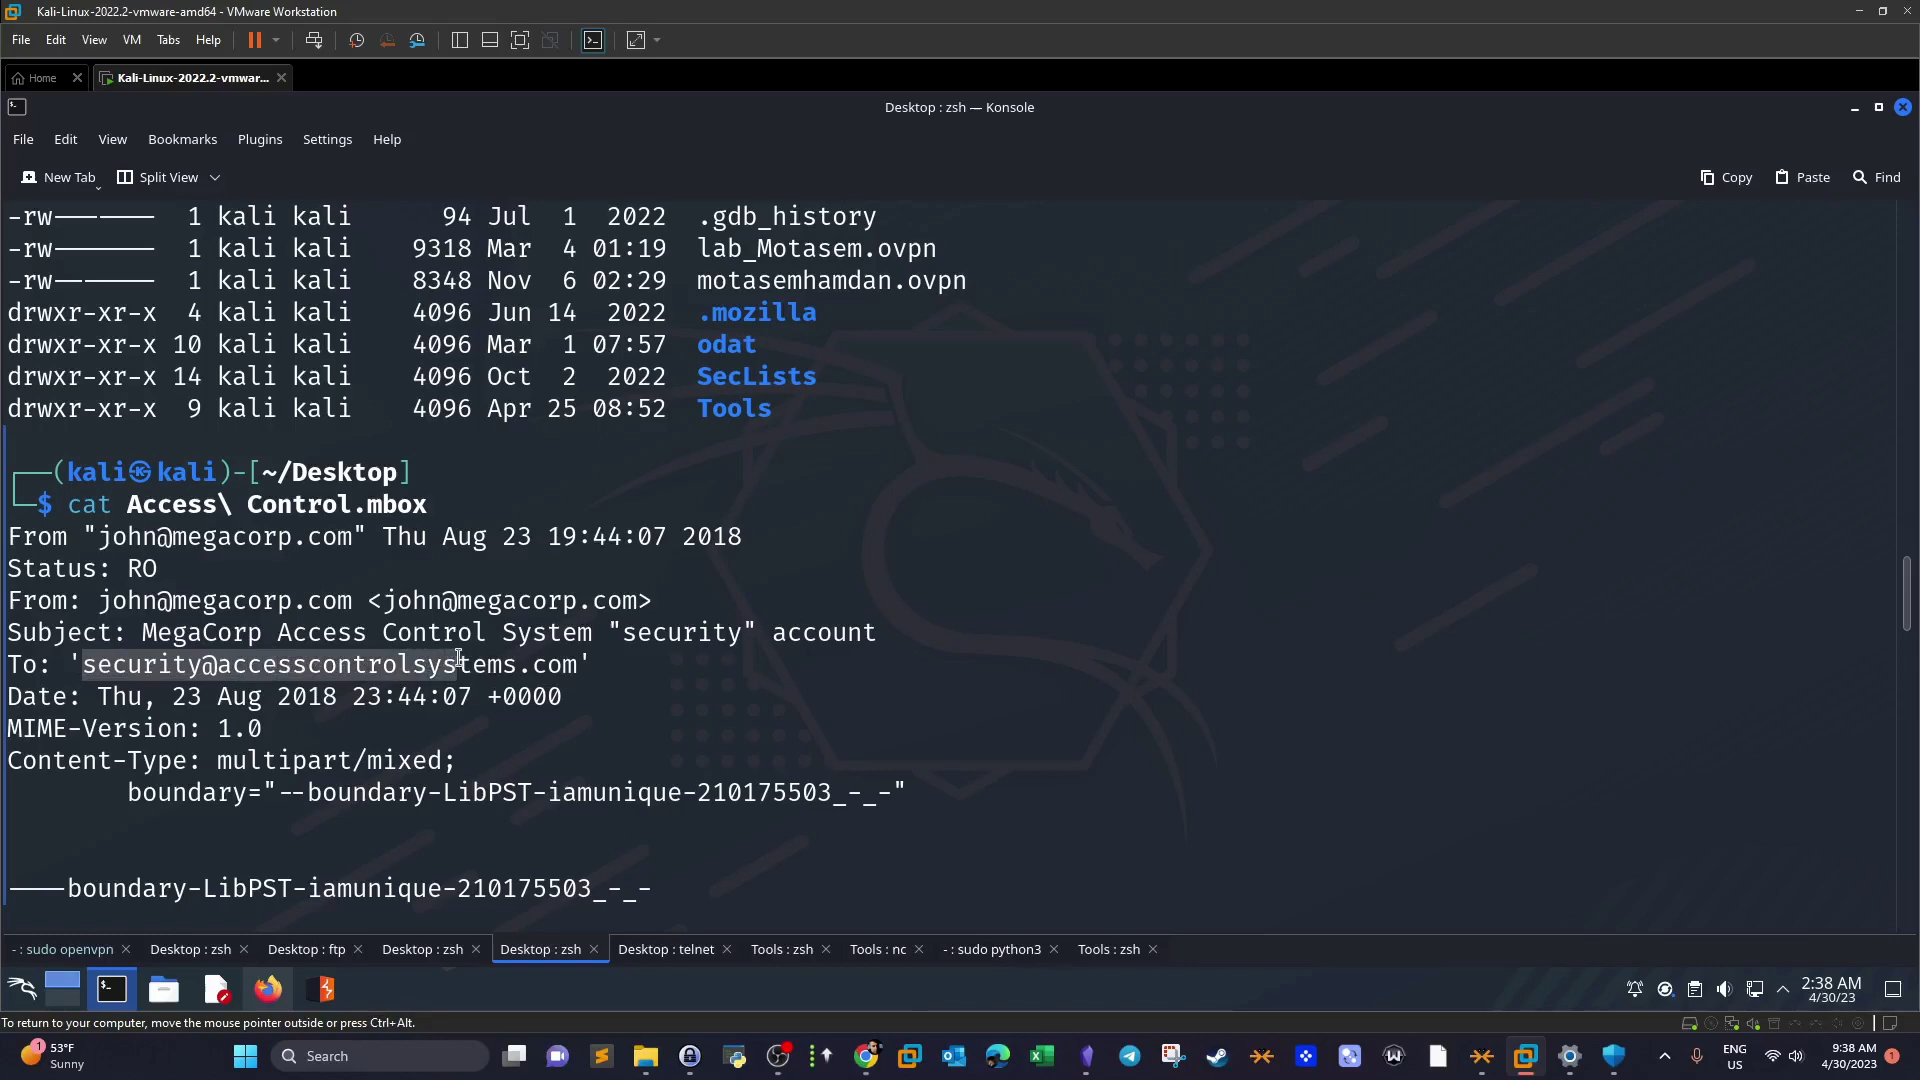 Kali-Linux-2022.2-vmware-amd64 - VMware Workstation
File Edit View VM Tabs Help
Home Kali-Linux-2022.2-vmwar...
Desktop : zsh — Konsole
File Edit View Bookmarks Plugins Settings Help
New Tab Split View Copy Paste Find
-rw------- 1 kali kali 94 Jul 1 2022 .gdb_history
-rw------- 1 kali kali 9318 Mar 4 01:19 lab_Motasem.ovpn
-rw------- 1 kali kali 8348 Nov 6 02:29 motasemhamdan.ovpn
drwxr-xr-x 4 kali kali 4096 Jun 14 2022 .mozilla
drwxr-xr-x 10 kali kali 4096 Mar 1 07:57 odat
drwxr-xr-x 14 kali kali 4096 Oct 2 2022 SecLists
drwxr-xr-x 9 kali kali 4096 Apr 25 08:52 Tools
┌──(kali㉿kali)-[~/Desktop]
└─$ cat Access\ Control.mbox
From "john@megacorp.com" Thu Aug 23 19:44:07 2018
Status: RO
From: john@megacorp.com <john@megacorp.com>
Subject: MegaCorp Access Control System "security" account
To: 'security@accesscontrolsystems.com'
Date: Thu, 23 Aug 2018 23:44:07 +0000
MIME-Version: 1.0
Content-Type: multipart/mixed;
boundary="--boundary-LibPST-iamunique-210175503_-_-"
----boundary-LibPST-iamunique-210175503_-_-
- : sudo openvpn Desktop : zsh Desktop : ftp Desktop : zsh Desktop : zsh Desktop : telnet Tools : zsh Tools : nc - : sudo python3 Tools : zsh
2:38 AM
4/30/23
To return to your computer, move the mouse pointer outside or press Ctrl+Alt.
1 53°F
Sunny
Search
ENG
US
9:38 AM
4/30/2023
1